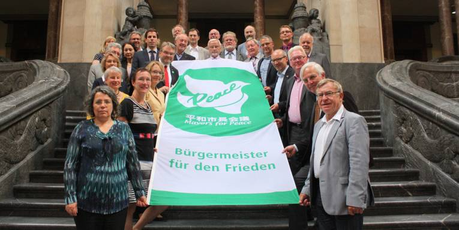 Peace
平和市長会議
Mayors for Peace
Bürgermeister
für den Frieden